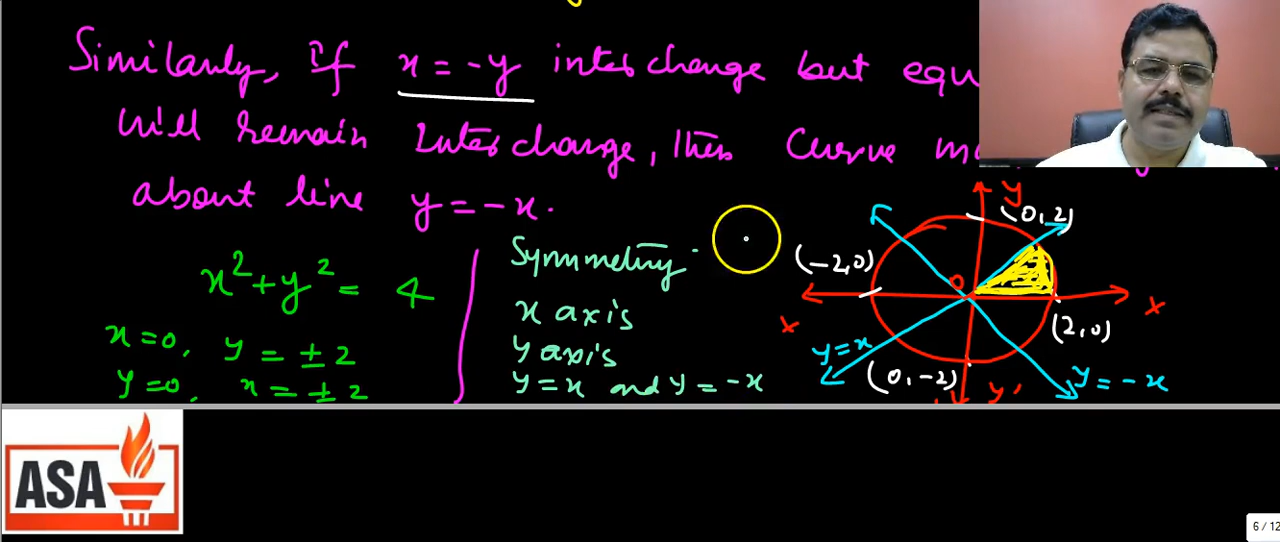 Similarly, If x = -y interchange but equ
will remain Interchange, then Curve
about line y = -x.
x² + y² = 4
x=0, y = ± 2
y=0, x = ± 2
Symmetry
x axis
y axis
y = x and y = -x
y
(0, 2)
(-2, 0)
0
x
x
(2, 0)
y = x
(0, -2)
y = -x
y'
ASA
6 / 12